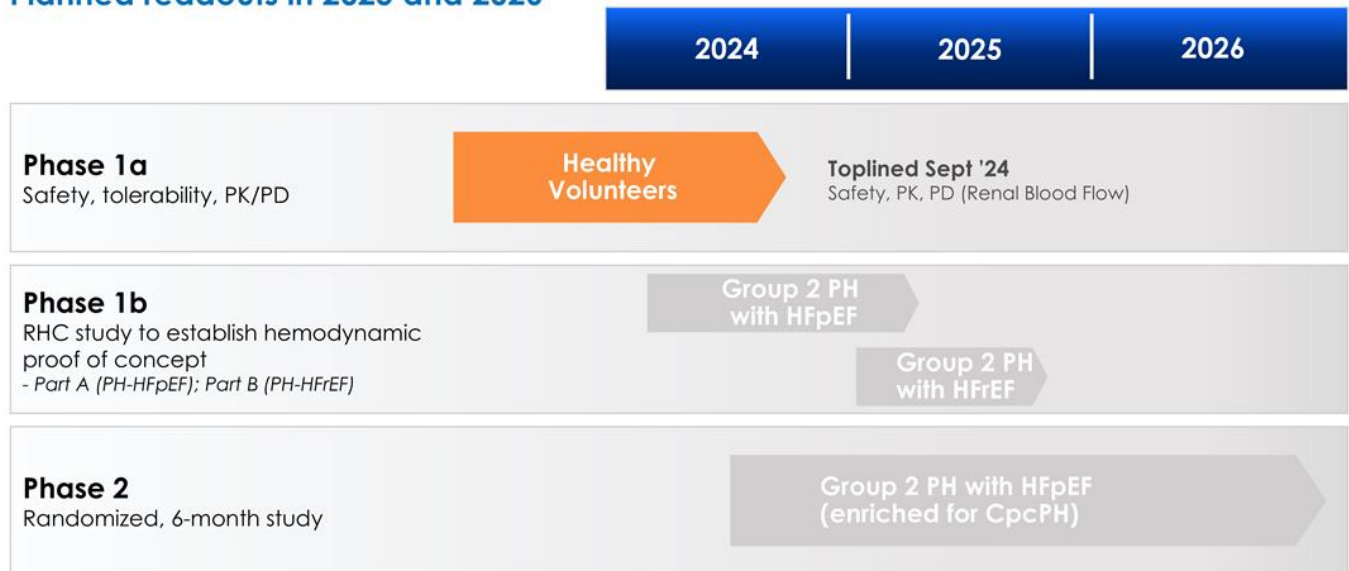 2024
2025
2026
Phase 1a
Safety, tolerability, PK/PD
Healthy
Volunteers
Toplined Sept '24
Safety, PK, PD (Renal Blood Flow)
Phase 1b
RHC study to establish hemodynamic
proof of concept
- Part A (PH-HFpEF); Part B (PH-HFrEF)
Group 2 PH
with HFpEF
Group 2 PH
with HFrEF
Phase 2
Randomized, 6-month study
Group 2 PH with HFpEF
(enriched for CpcPH)